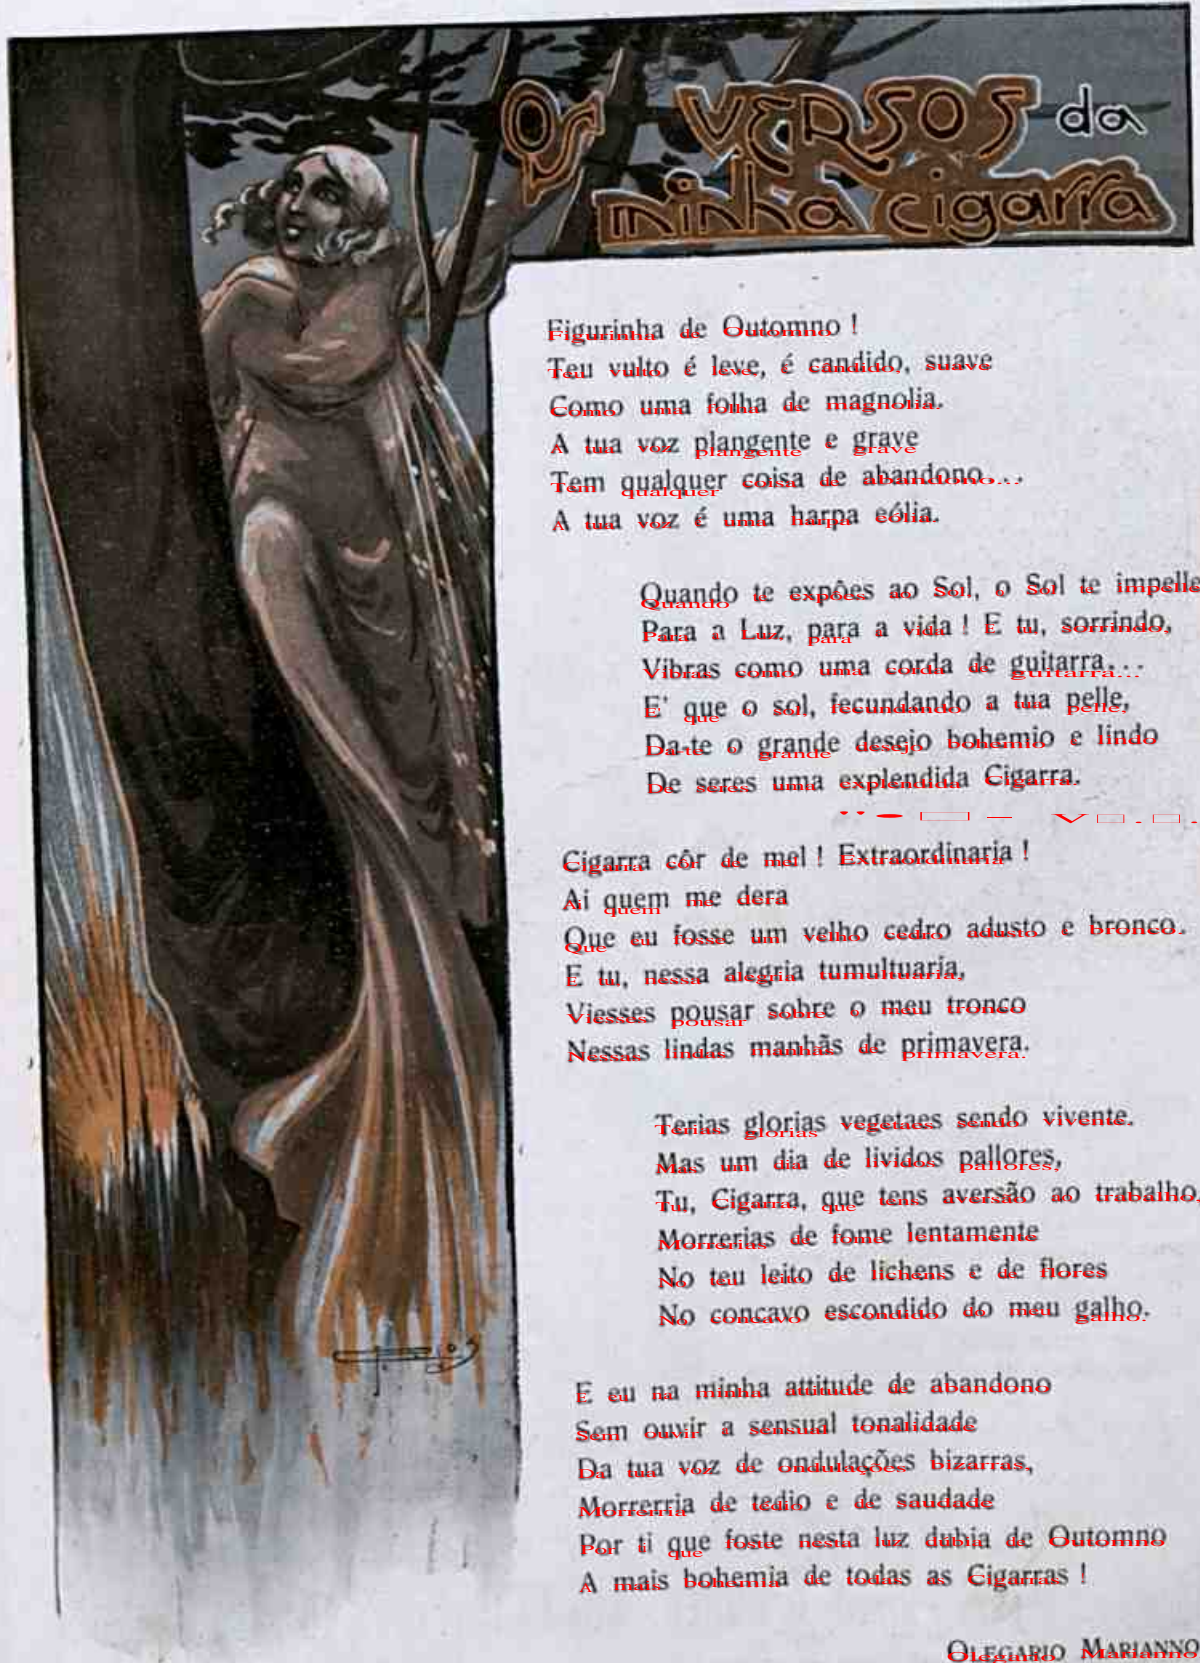 Os VERSOS da
minha cigarra
Figurinha de Outomno !
Teu vulto é leve, é candido, suave
Como uma folha de magnolia.
A tua voz plangente e grave
Tem qualquer coisa de abandono...
A tua voz é uma harpa eólia.
Quando te expões ao Sol, o Sol te impelle
Para a Luz, para a vida ! E tu, sorrindo,
Vibras como uma corda de guitarra...
E' que o sol, fecundando a tua pelle,
Da-te o grande desejo bohemio e lindo
De seres uma explendida Cigarra.
Cigarra côr de mel ! Extraordinaria !
Ai quem me dera
Que eu fosse um velho cedro adusto e bronco.
E tu, nessa alegria tumultuaria,
Viesses pousar sobre o meu tronco
Nessas lindas manhãs de primavera.
Terias glorias vegetaes sendo vivente.
Mas um dia de lividos pallores,
Tu, Cigarra, que tens aversão ao trabalho,
Morrerias de fome lentamente
No teu leito de lichens e de flores
No concavo escondido do meu galho.
E eu na minha attitude de abandono
Sem ouvir a sensual tonalidade
Da tua voz de ondulações bizarras,
Morrerria de tedio e de saudade
Por ti que foste nesta luz dubia de Outomno
A mais bohemia de todas as Cigarras !
OLEGARIO MARIANNO